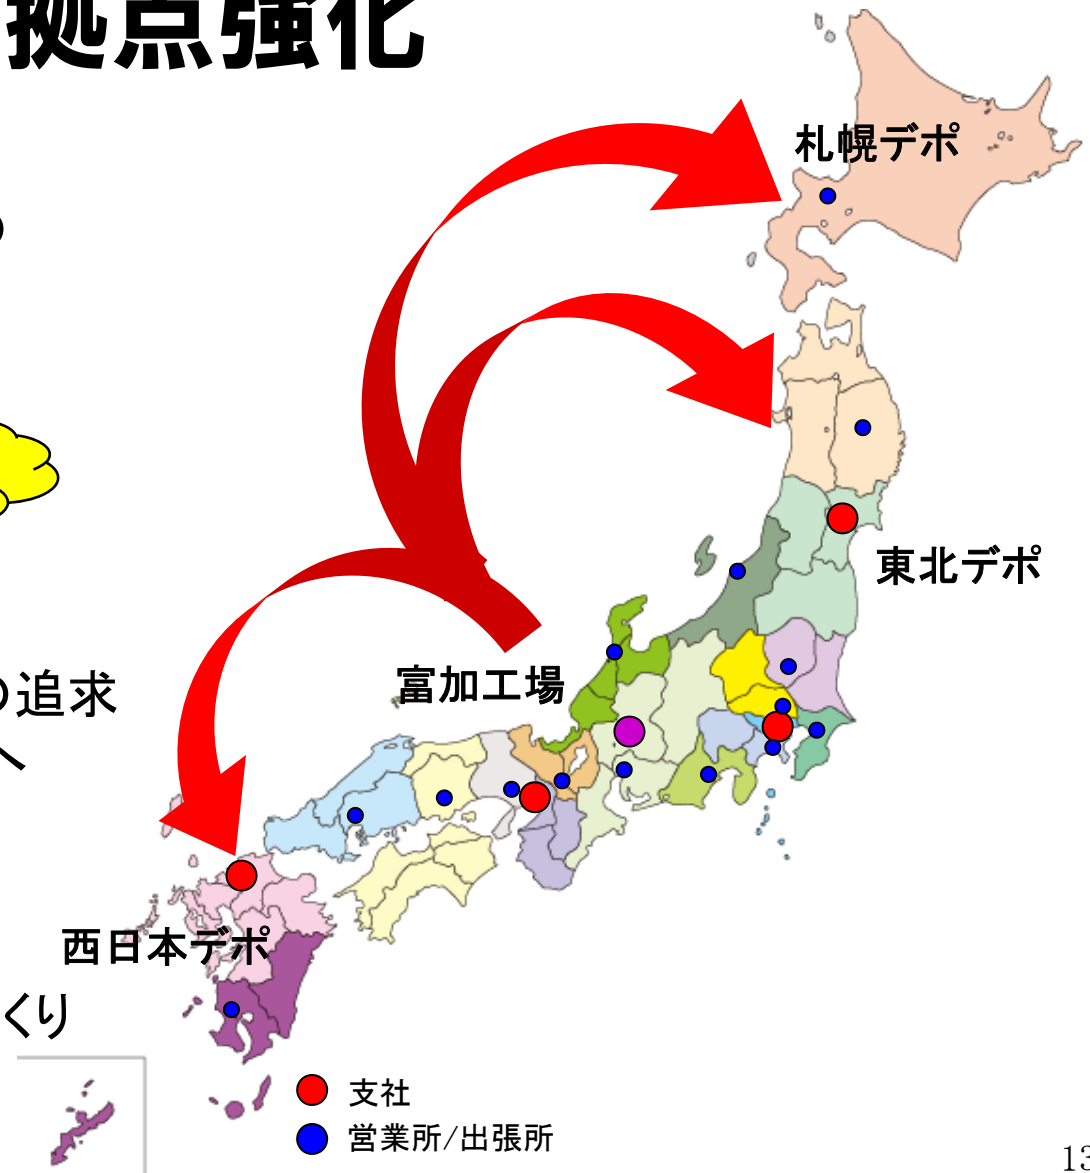 拠点強化
札幌デポ
東北デポ
富加工場
の追求
へ
西日本デポ
くり
支社
営業所/出張所
13